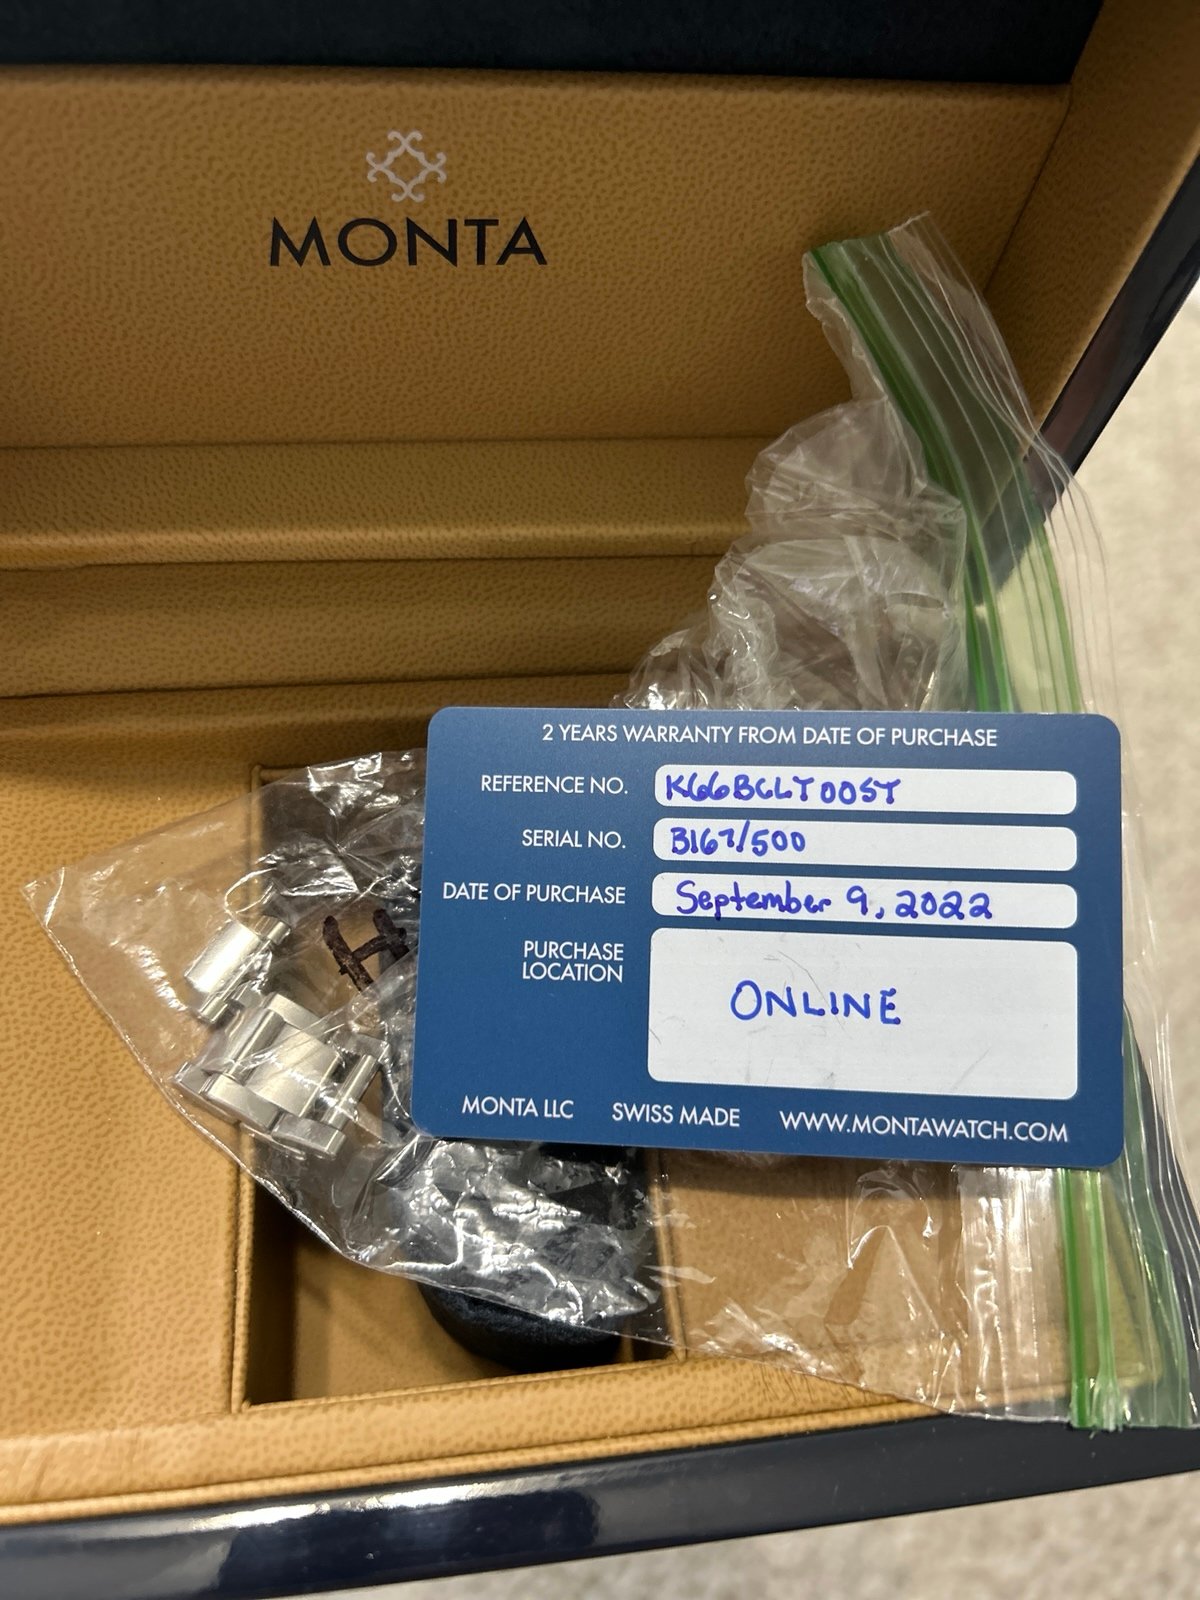 MONTA
2 YEARS WARRANTY FROM DATE OF PURCHASE
REFERENCE NO. K66BCLT00ST
SERIAL NO. B167/500
DATE OF PURCHASE September 9, 2022
PURCHASE
LOCATION
ONLINE
MONTA LLC SWISS MADE WWW.MONTAWATCH.COM
H